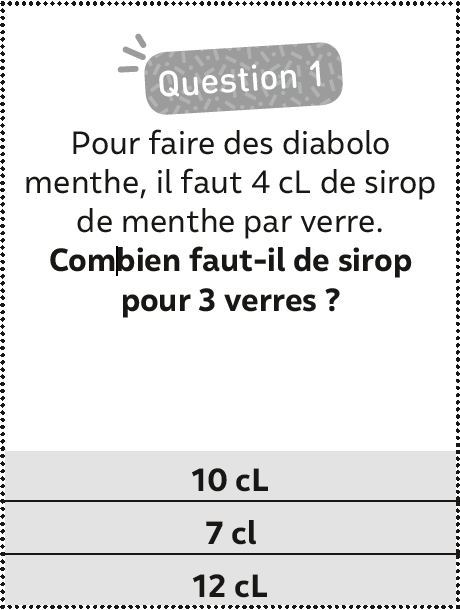 Question 1
Pour faire des diabolo
menthe, il faut 4 cL de sirop
de menthe par verre.
Combien faut-il de sirop
pour 3 verres ?
10 cL
7 cl
12 cL